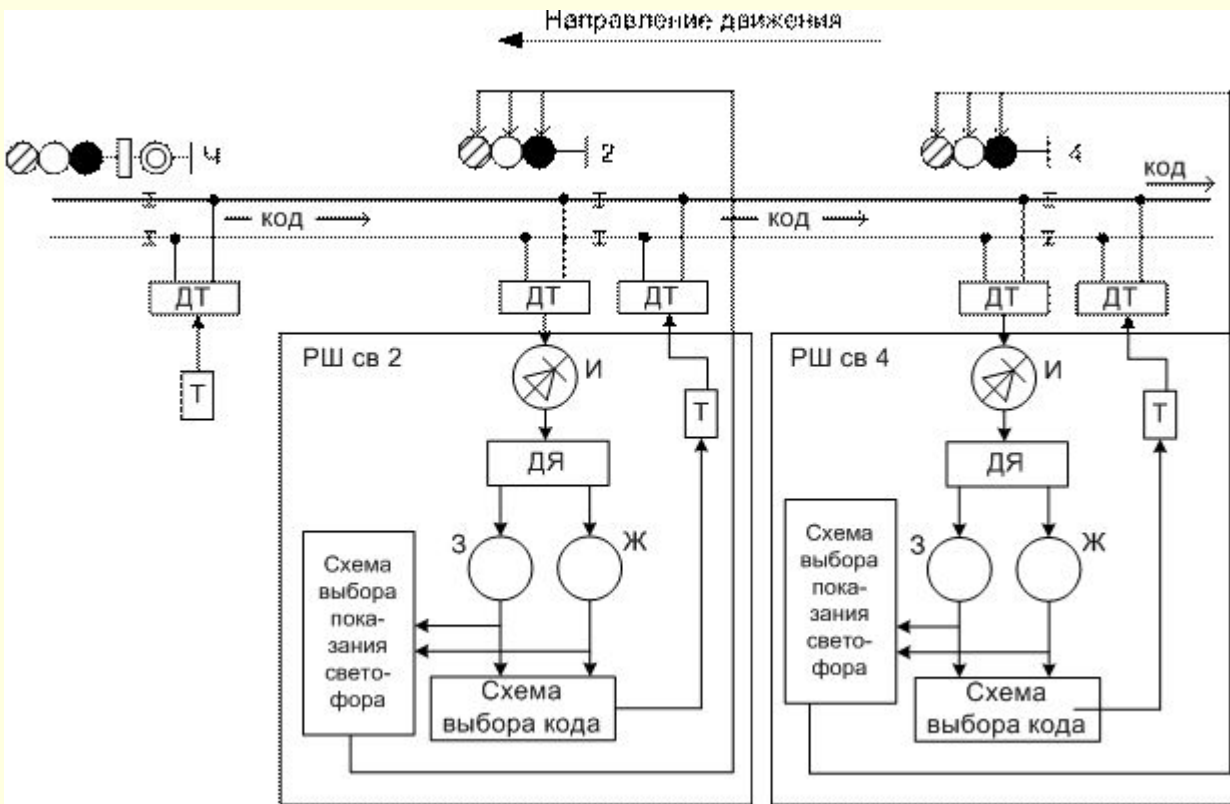 Направление движения
Ч
2
4
код
код
код
ДТ
ДТ
ДТ
ДТ
ДТ
Т
РШ св 2
И
Т
ДЯ
З
Ж
Схема
выбора
пока-
зания
свето-
фора
Схема
выбора кода
РШ св 4
И
Т
ДЯ
З
Ж
Схема
выбора
пока-
зания
свето-
фора
Схема
выбора кода